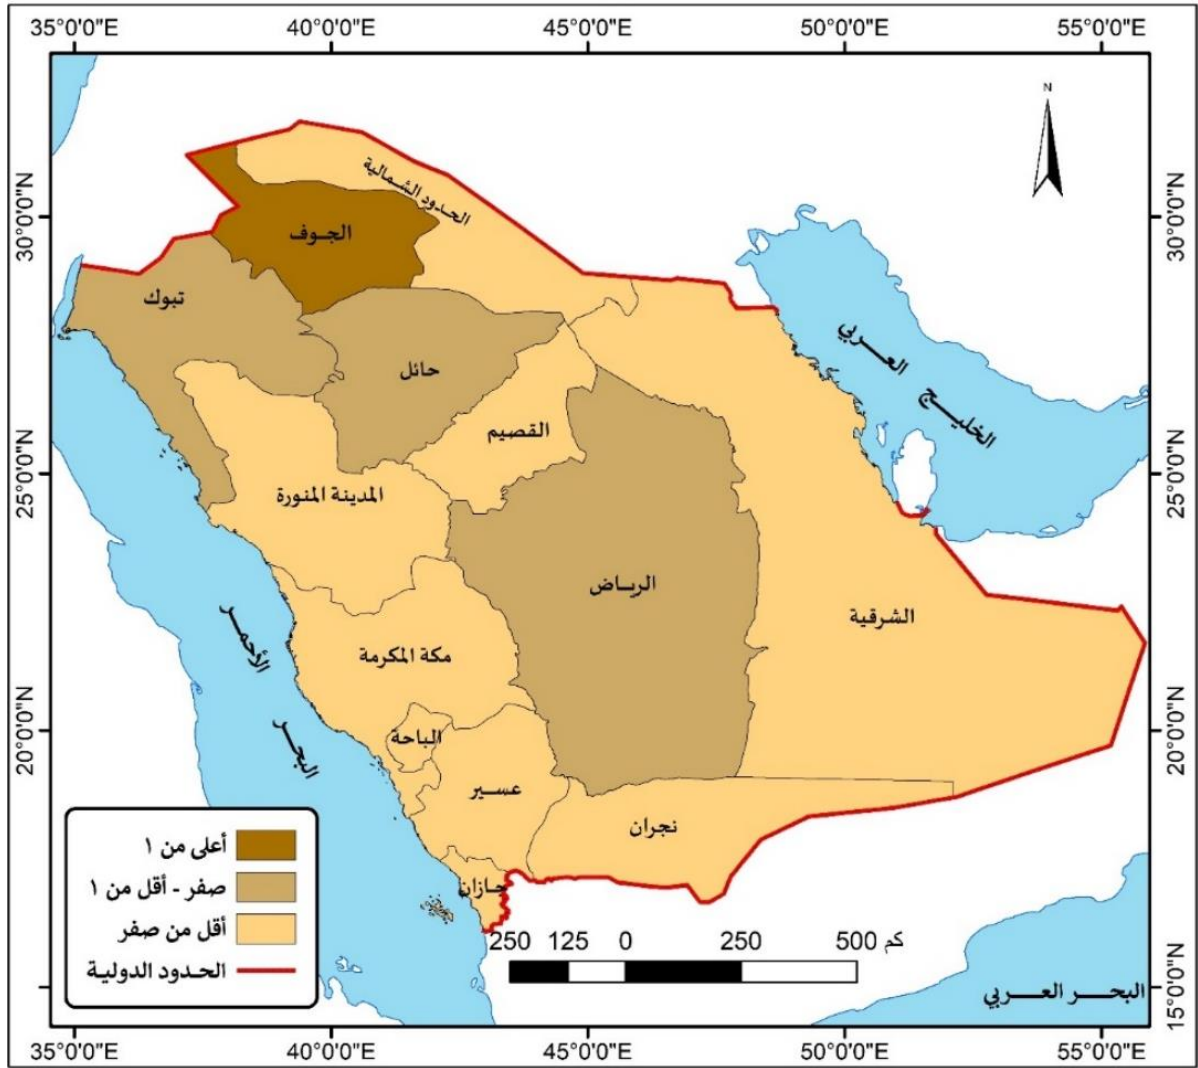 35°0'0"E 40°0'0"E 45°0'0"E 50°0'0"E 55°0'0"E
N
30°0'0"N
30°0'0"N
الحدود الشمالية
الجوف
تبوك
حائل
القصيم
الخليج العربي
25°0'0"N
25°0'0"N
المدينة المنورة
الرياض
الشرقية
مكة المكرمة
البحر الأحمر
20°0'0"N
20°0'0"N
الباحة
عسير
نجران
جازان
أعلى من ١
صفر - أقل من ١
أقل من صفر
الحدود الدولية
250 125 0 250 500 كم
البحر العربي
15°0'0"N
35°0'0"E 40°0'0"E 45°0'0"E 50°0'0"E 55°0'0"E